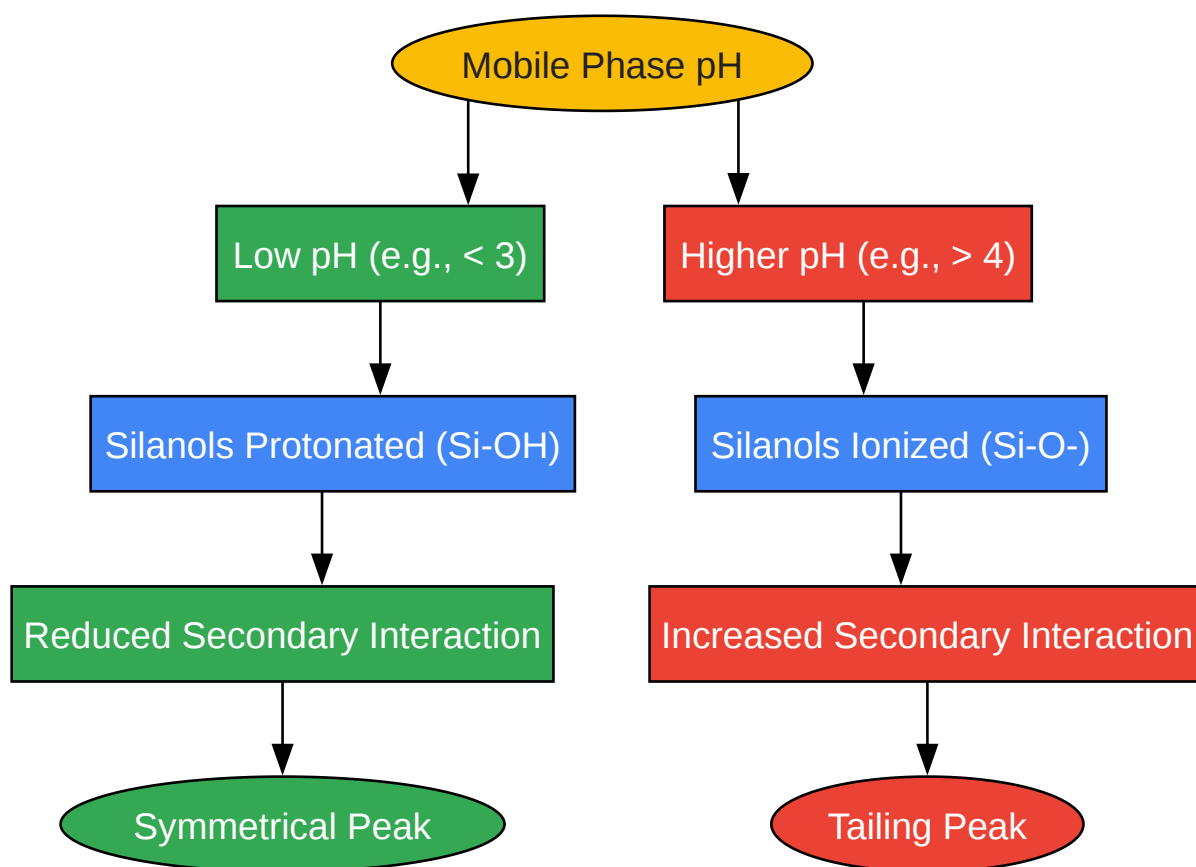 Mobile Phase pH
Low pH (e.g., < 3)
Higher pH (e.g., > 4)
Silanols Protonated (Si-OH)
Silanols Ionized (Si-O-)
Reduced Secondary Interaction
Increased Secondary Interaction
Symmetrical Peak
Tailing Peak